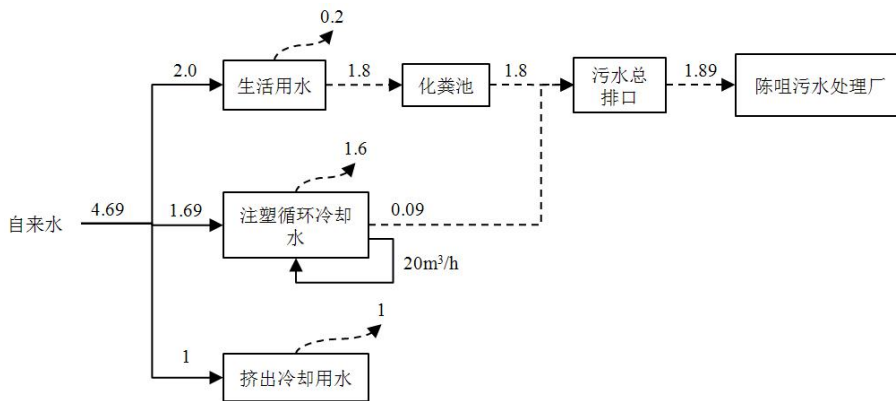 0.2
2.0
生活用水
1.8
化粪池
1.8
污水总
排口
1.89
陈咀污水处理厂
1.6
自来水
4.69
1.69
注塑循环冷却
水
0.09
20m³/h
1
1
挤出冷却用水